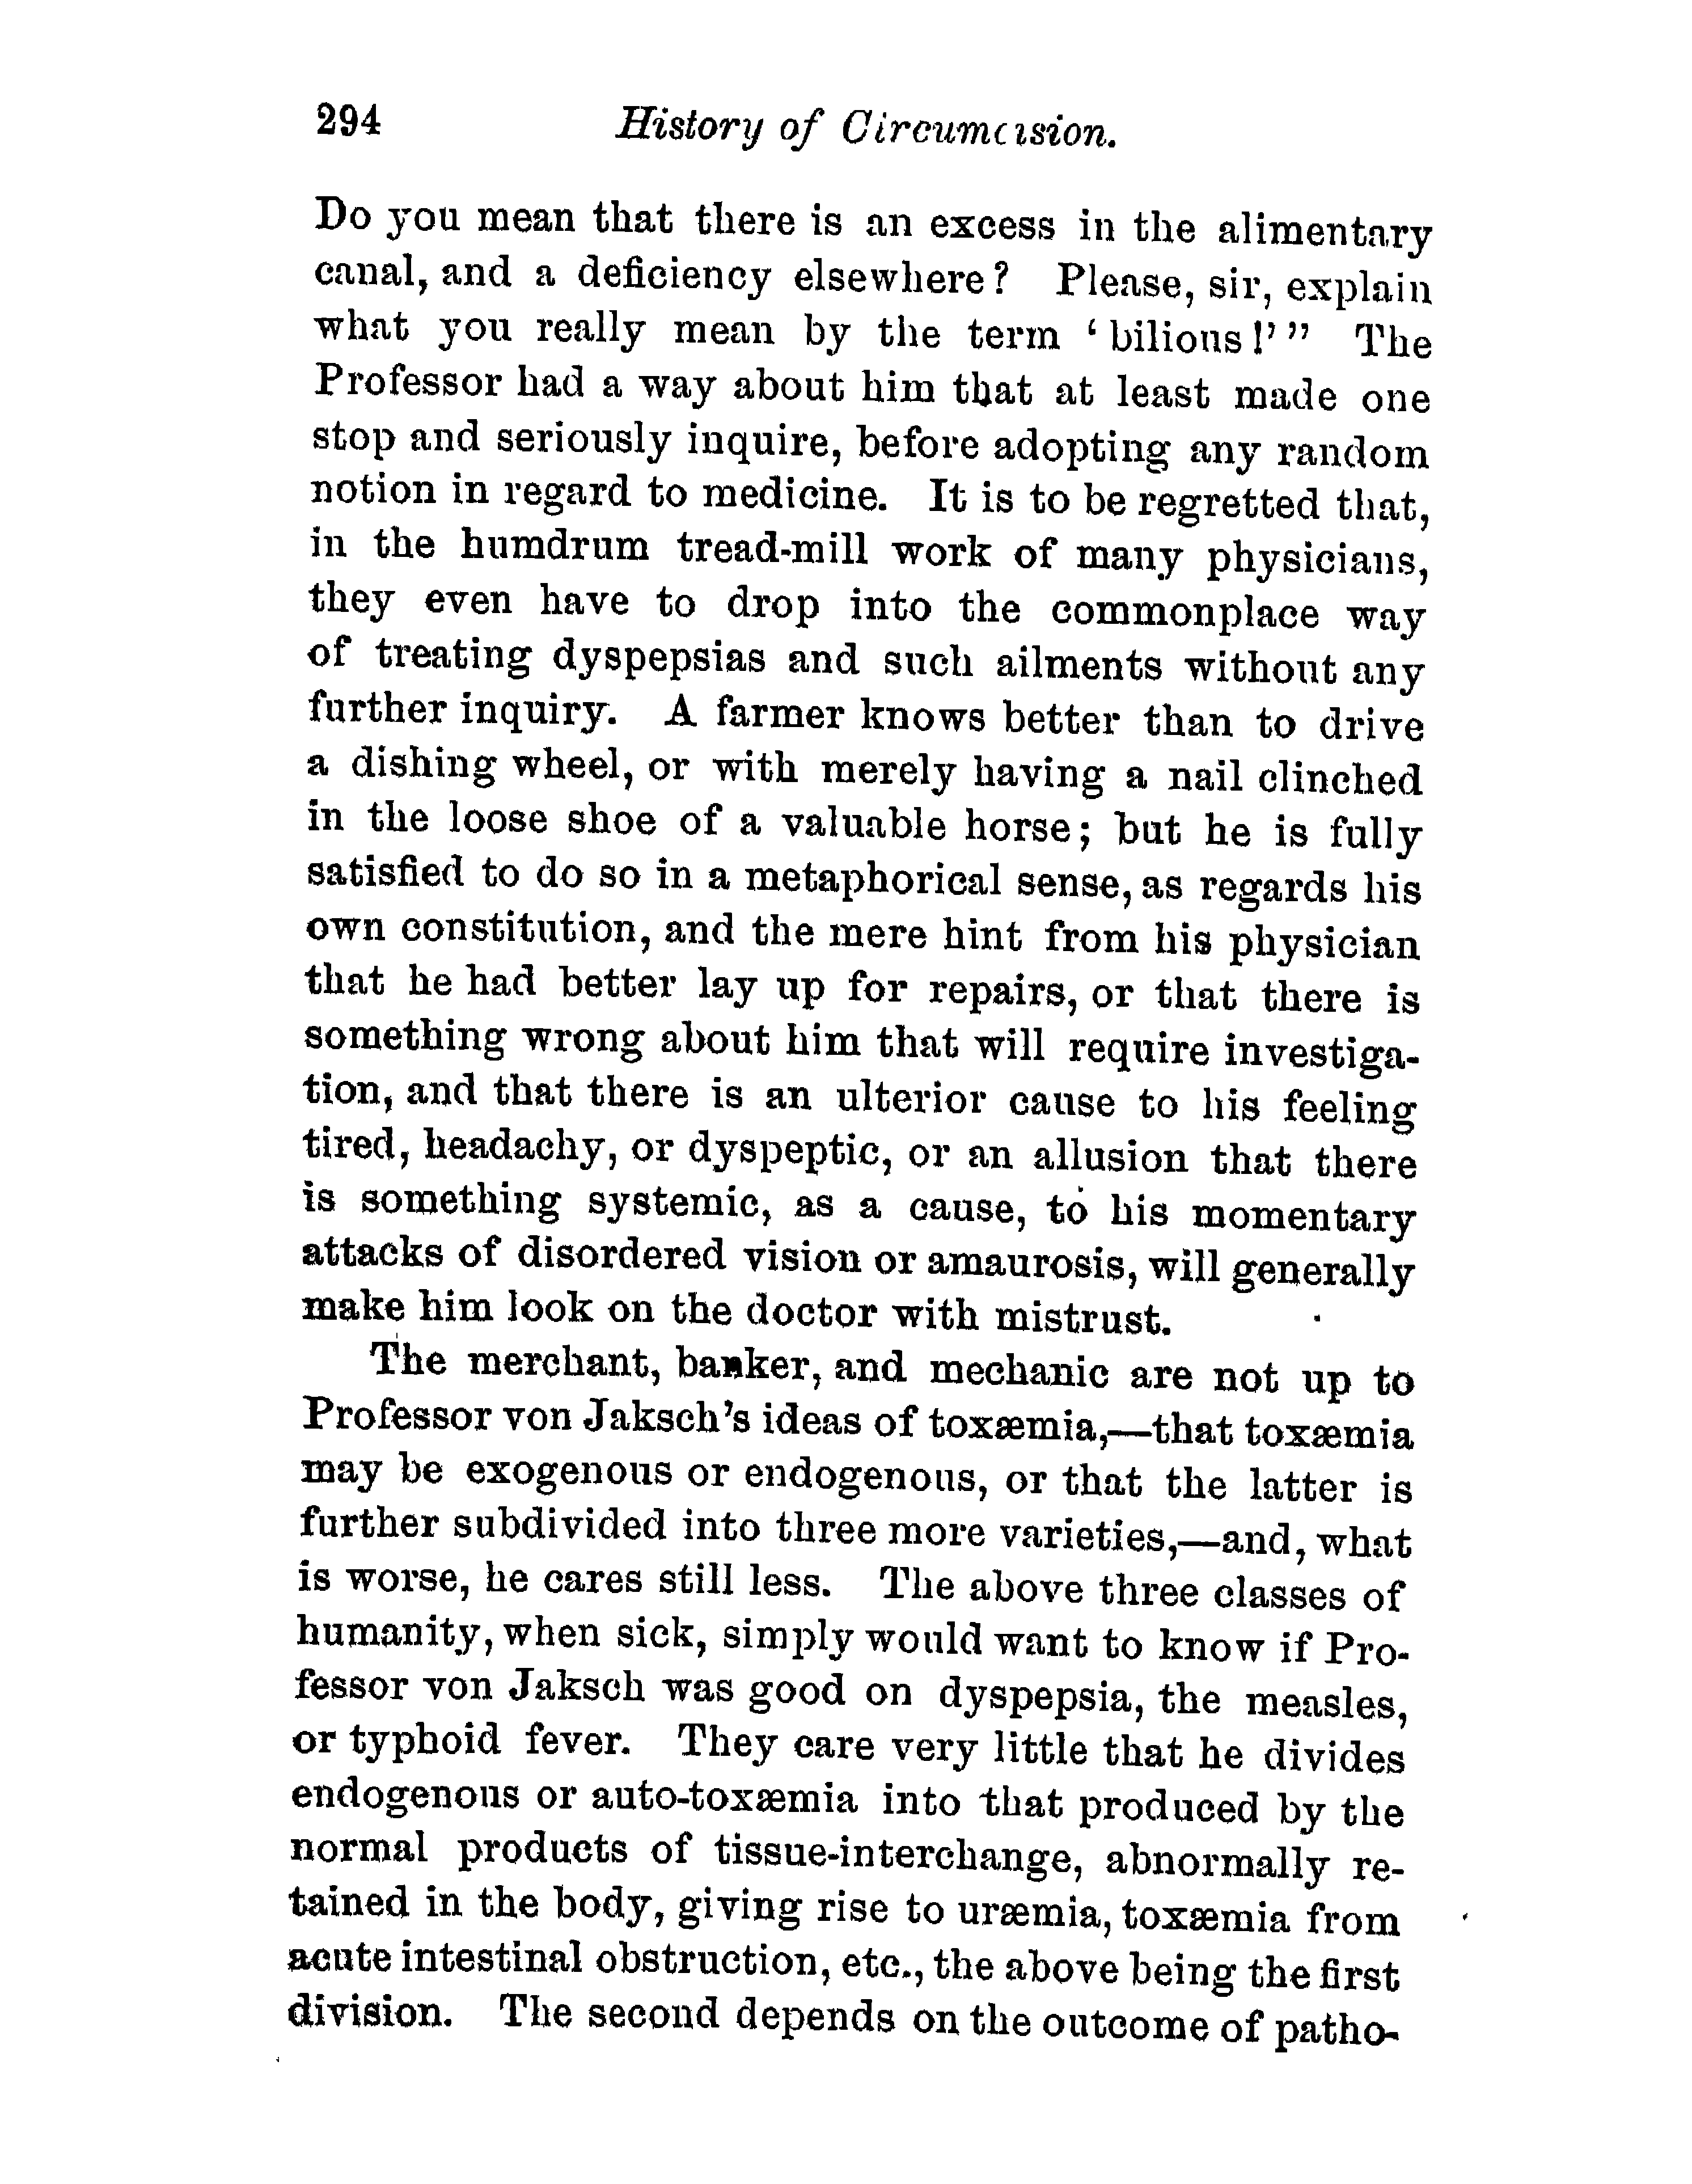 294 History of Circumcision.
Do you mean that there is an excess in the alimentary
canal, and a deficiency elsewhere? Please, sir, explain
what you really mean by the term ‘bilious!’” The
Professor had a way about him that at least made one
stop and seriously inquire, before adopting any random
notion in regard to medicine. It is to be regretted that,
in the humdrum tread-mill work of many physicians,
they even have to drop into the commonplace way
of treating dyspepsias and such ailments without any
further inquiry. A farmer knows better than to drive
a dishing wheel, or with merely having a nail clinched
in the loose shoe of a valuable horse; but he is fully
satisfied to do so in a metaphorical sense, as regards his
own constitution, and the mere hint from his physician
that he had better lay up for repairs, or that there is
something wrong about him that will require investiga-
tion, and that there is an ulterior cause to his feeling
tired, headachy, or dyspeptic, or an allusion that there
is something systemic, as a cause, to his momentary
attacks of disordered vision or amaurosis, will generally
make him look on the doctor with mistrust.
The merchant, banker, and mechanic are not up to
Professor von Jaksch's ideas of toxæmia,—that toxæmia
may be exogenous or endogenous, or that the latter is
further subdivided into three more varieties,—and, what
is worse, he cares still less. The above three classes of
humanity, when sick, simply would want to know if Pro-
fessor von Jaksch was good on dyspepsia, the measles,
or typhoid fever. They care very little that he divides
endogenous or auto-toxæmia into that produced by the
normal products of tissue-interchange, abnormally re-
tained in the body, giving rise to uræmia, toxæmia from
acute intestinal obstruction, etc., the above being the first
division. The second depends on the outcome of patho-